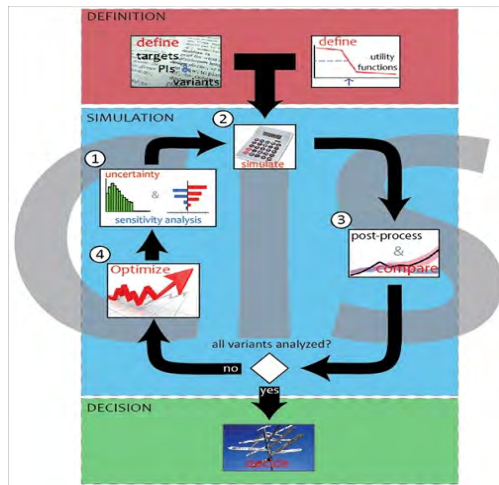 DEFINITION
define
targets
PIs &
variants
define
utility
functions
SIMULATION
2
simulate
1
uncertainty
&
sensitivity analysis
3
post-process
&
compare
4
Optimize
all variants analyzed?
no
yes
DECISION
CIS